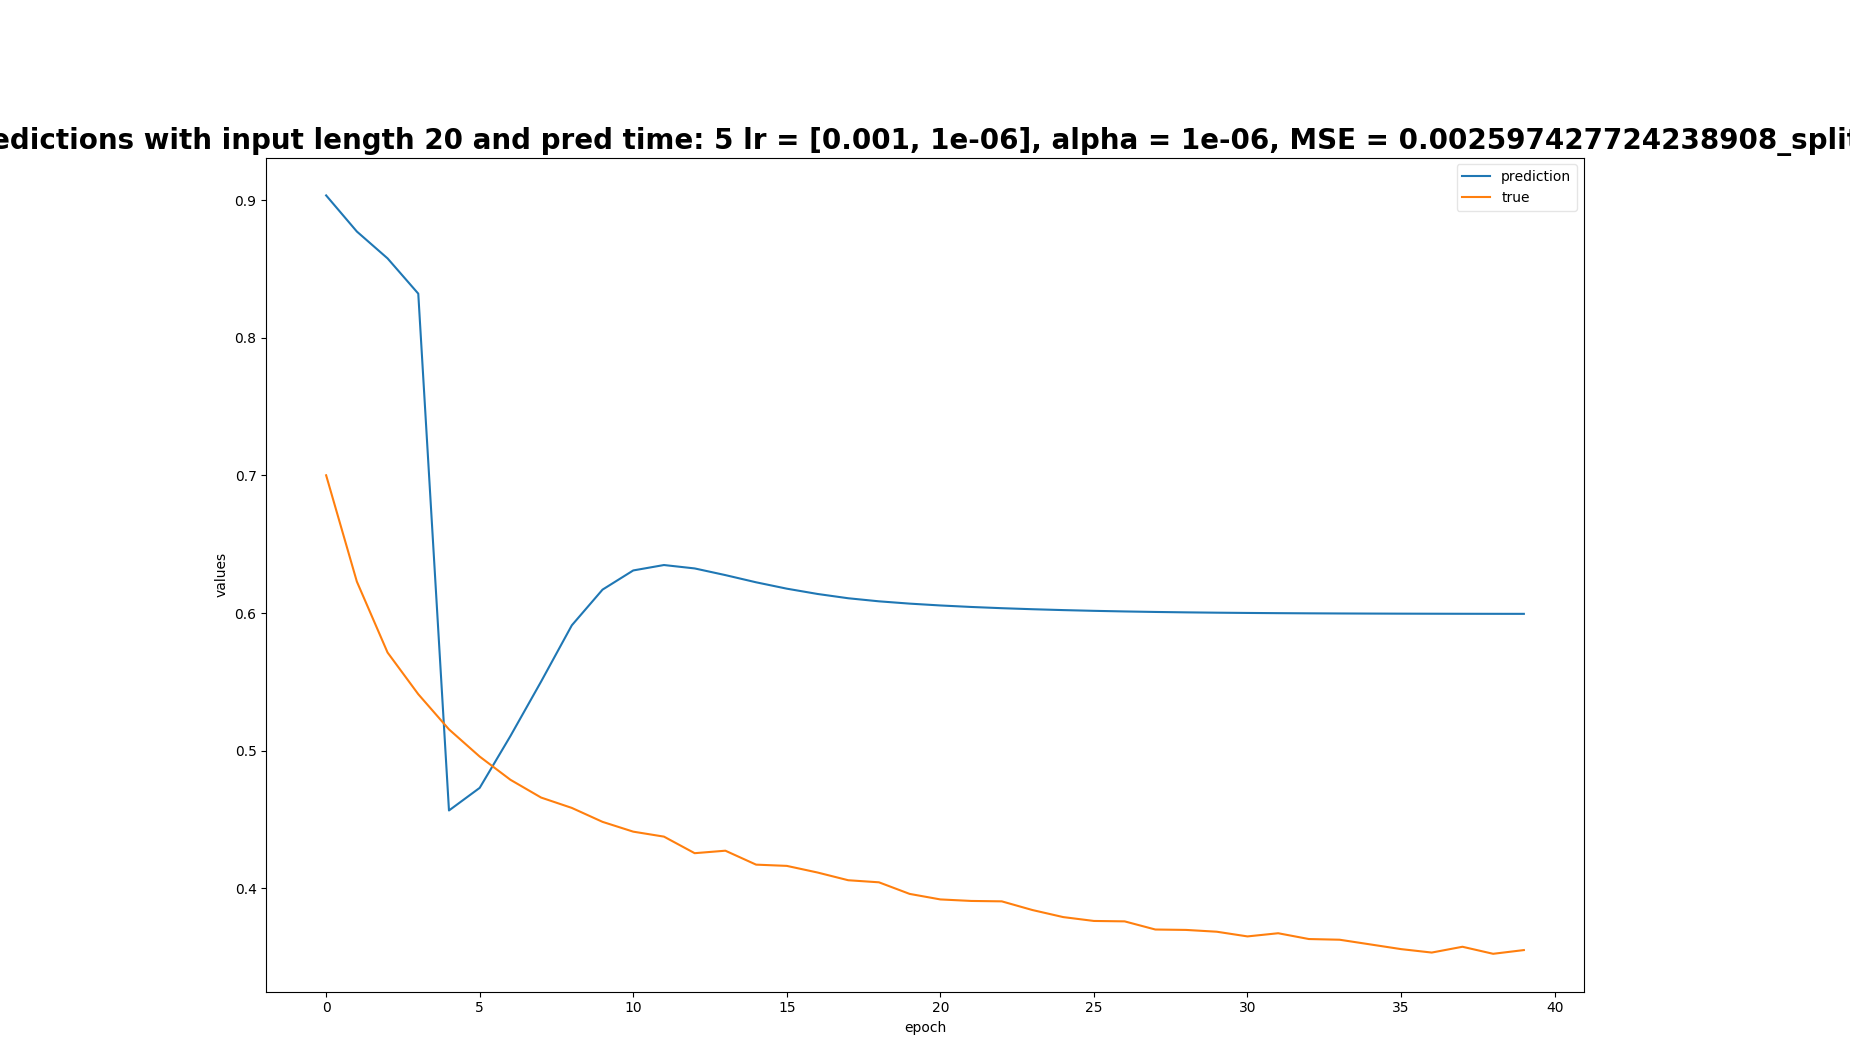 edictions with input length 20 and pred time: 5 lr = [0.001, 1e-06], alpha = 1e-06, MSE = 0.002597427724238908_split
prediction
true
0.9
0.8
0.7
0.6
0.5
0.4
values
0 5 10 15 20 25 30 35 40
epoch